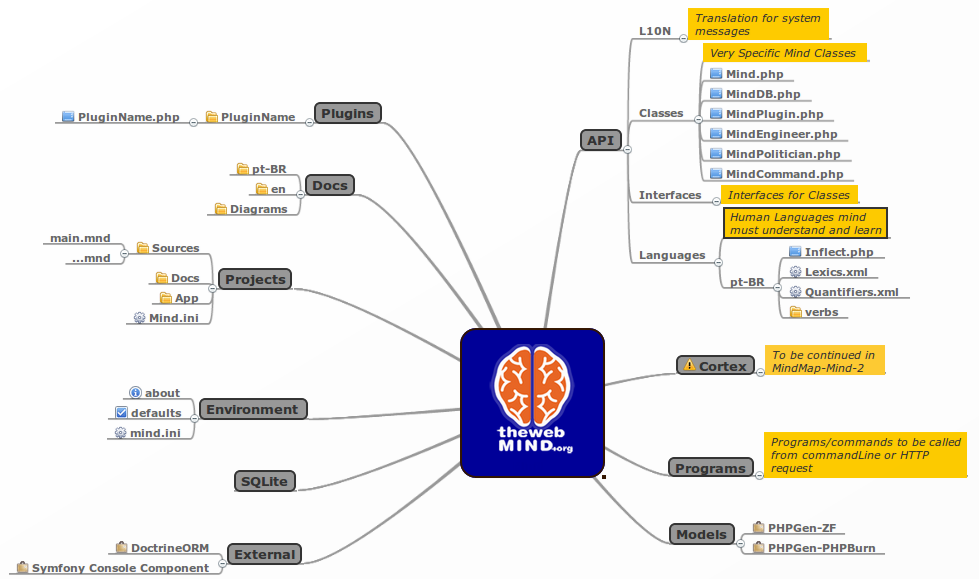 Plugins
PluginName
PluginName.php
Docs
pt-BR
en
Diagrams
Projects
Sources
main.mnd
...mnd
Docs
App
Mind.ini
Environment
about
defaults
mind.ini
SQLite
External
DoctrineORM
Symfony Console Component
theweb
MIND.org
API
L10N
Translation for system
messages
Classes
Very Specific Mind Classes
Mind.php
MindDB.php
MindPlugin.php
MindEngineer.php
MindPolitician.php
MindCommand.php
Interfaces
Interfaces for Classes
Languages
Human Languages mind
must understand and learn
pt-BR
Inflect.php
Lexics.xml
Quantifiers.xml
verbs
Cortex
To be continued in
MindMap-Mind-2
Programs
Programs/commands to be called
from commandLine or HTTP
request
Models
PHPGen-ZF
PHPGen-PHPBurn